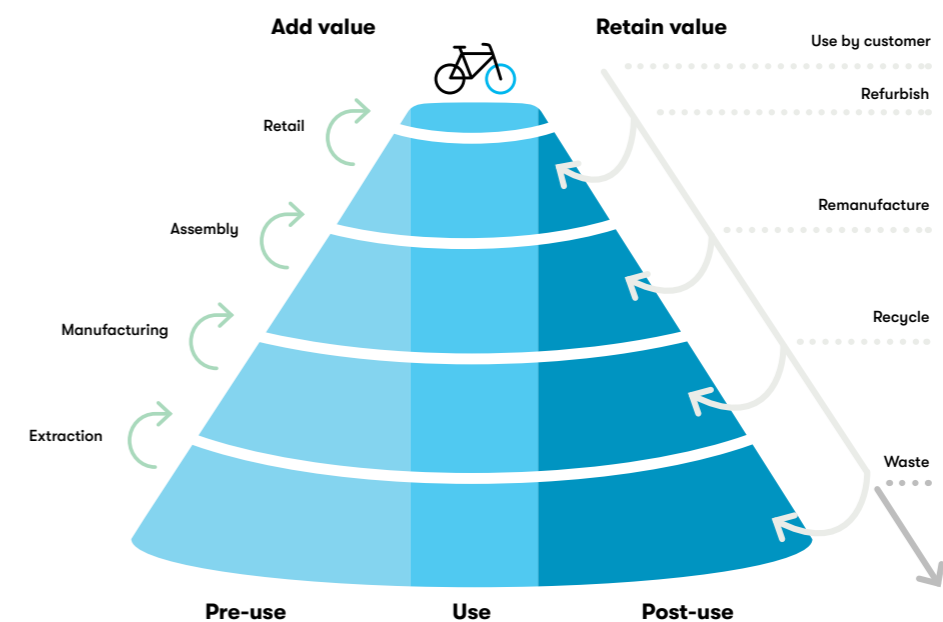 Add value
Retain value
Use by customer
Refurbish
Retail
Remanufacture
Assembly
Recycle
Manufacturing
Extraction
Waste
Pre-use
Use
Post-use